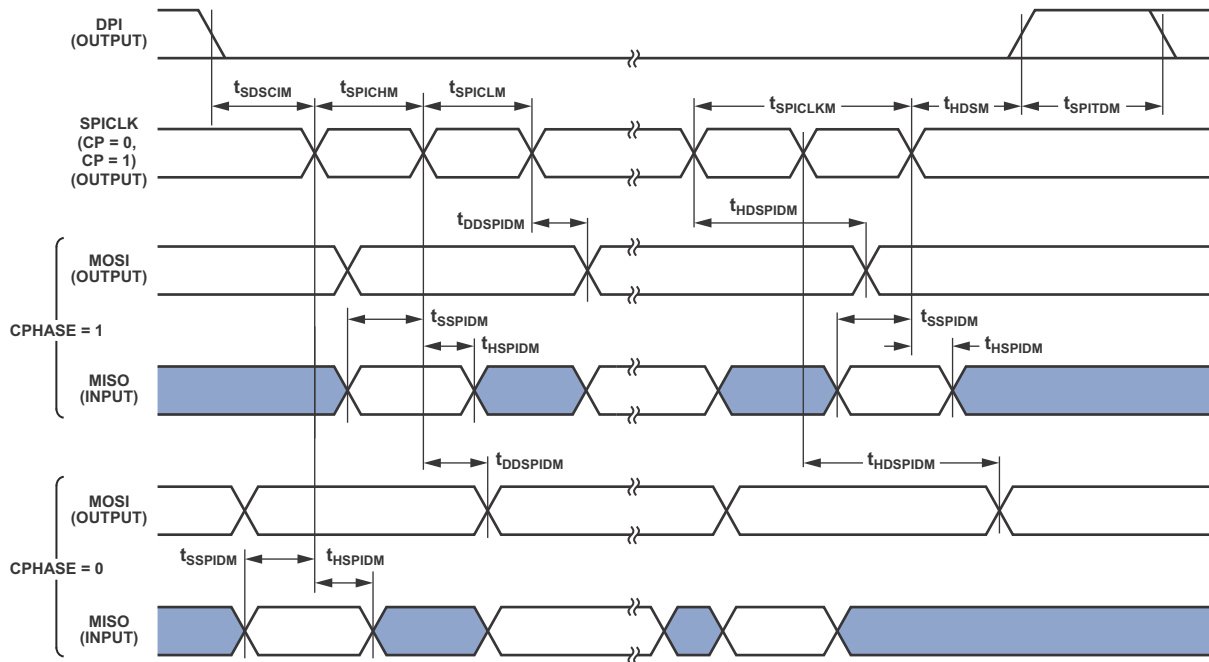 DPI
(OUTPUT)
tSDSCIM
tSPICHM
tSPICLM
tSPICLKM
tHDSM
tSPITDM
SPICLK
(CP = 0,
CP = 1)
(OUTPUT)
tHDSPIDM
tDDSPIDM
MOSI
(OUTPUT)
CPHASE = 1
tSSPIDM
tSSPIDM
tHSPIDM
tHSPIDM
MISO
(INPUT)
tDDSPIDM
tHDSPIDM
MOSI
(OUTPUT)
tSSPIDM
tHSPIDM
CPHASE = 0
MISO
(INPUT)